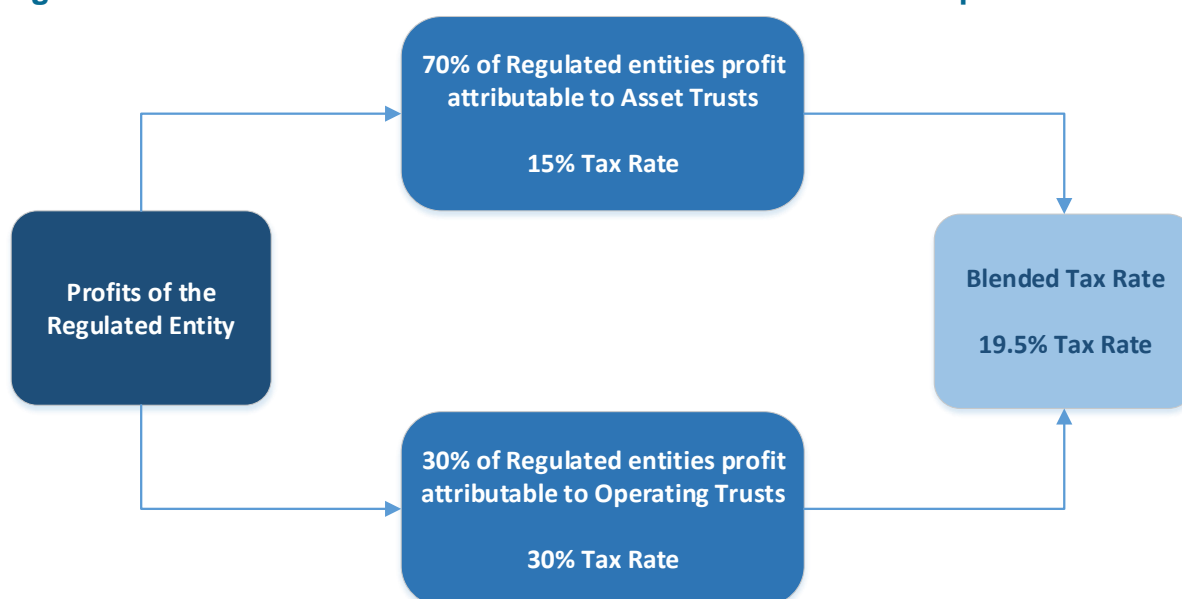 70% of Regulated entities profit
attributable to Asset Trusts
15% Tax Rate
Profits of the
Regulated Entity
Blended Tax Rate
19.5% Tax Rate
30% of Regulated entities profit
attributable to Operating Trusts
30% Tax Rate